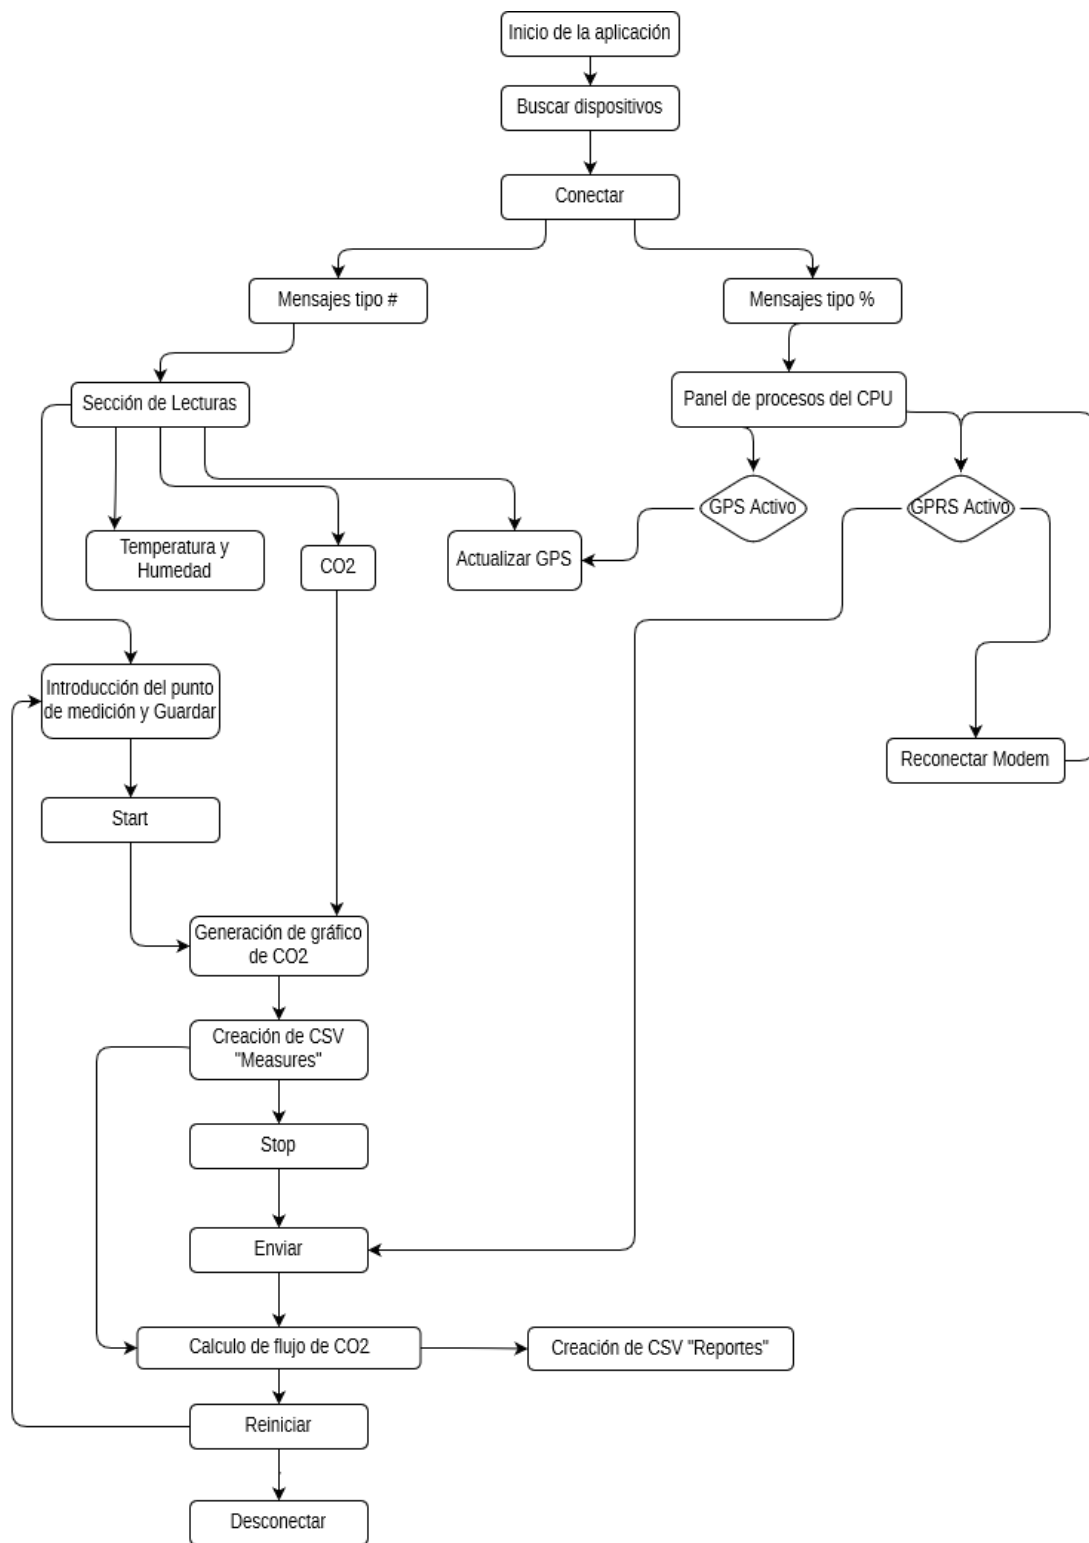 Inicio de la aplicación
Buscar dispositivos
Conectar
Mensajes tipo #
Mensajes tipo %
Sección de Lecturas
Panel de procesos del CPU
GPS Activo
GPRS Activo
Temperatura y
Humedad
CO2
Actualizar GPS
Introducción del punto
de medición y Guardar
Reconectar Modem
Start
Generación de gráfico
de CO2
Creación de CSV
"Measures"
Stop
Enviar
Calculo de flujo de CO2
Creación de CSV "Reportes"
Reiniciar
Desconectar